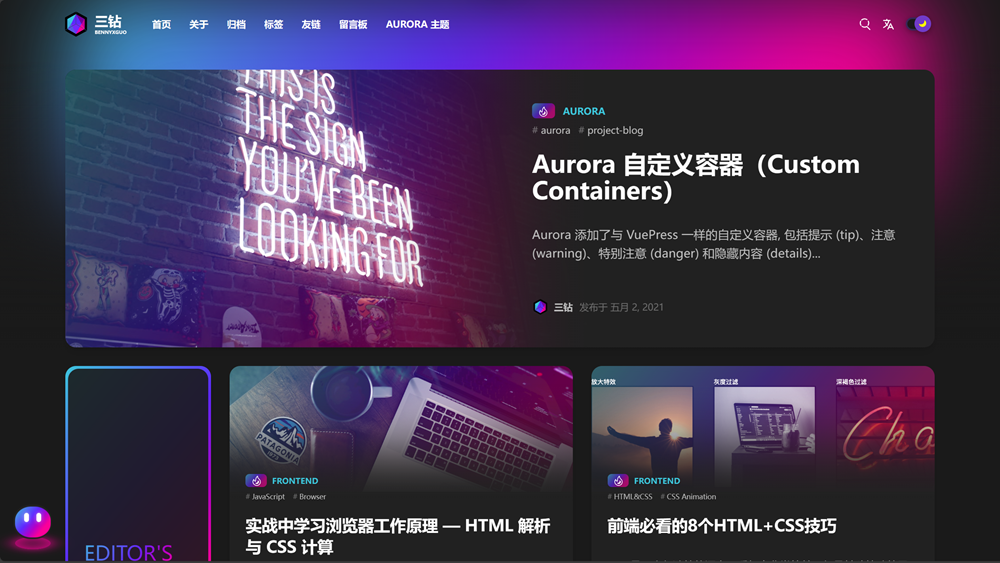 三钻
BENNYXGUO
首页 关于 归档 标签 友链 留言板 AURORA 主题
THIS IS
THE SIGN
YOU'VE BEEN
LOOKING FOR
AURORA
# aurora # project-blog
Aurora 自定义容器（Custom
Containers）
Aurora 添加了与 VuePress 一样的自定义容器, 包括提示 (tip)、注意
(warning)、特别注意 (danger) 和隐藏内容 (details)...
三钻 发布于 五月 2, 2021
EDITOR'S
PATAGONIA
FRONTEND
# JavaScript # Browser
实战中学习浏览器工作原理 — HTML 解析
与 CSS 计算
放大特效 灰度过滤 深褐色过滤
Cha
FRONTEND
# HTML&CSS # CSS Animation
前端必看的8个HTML+CSS技巧